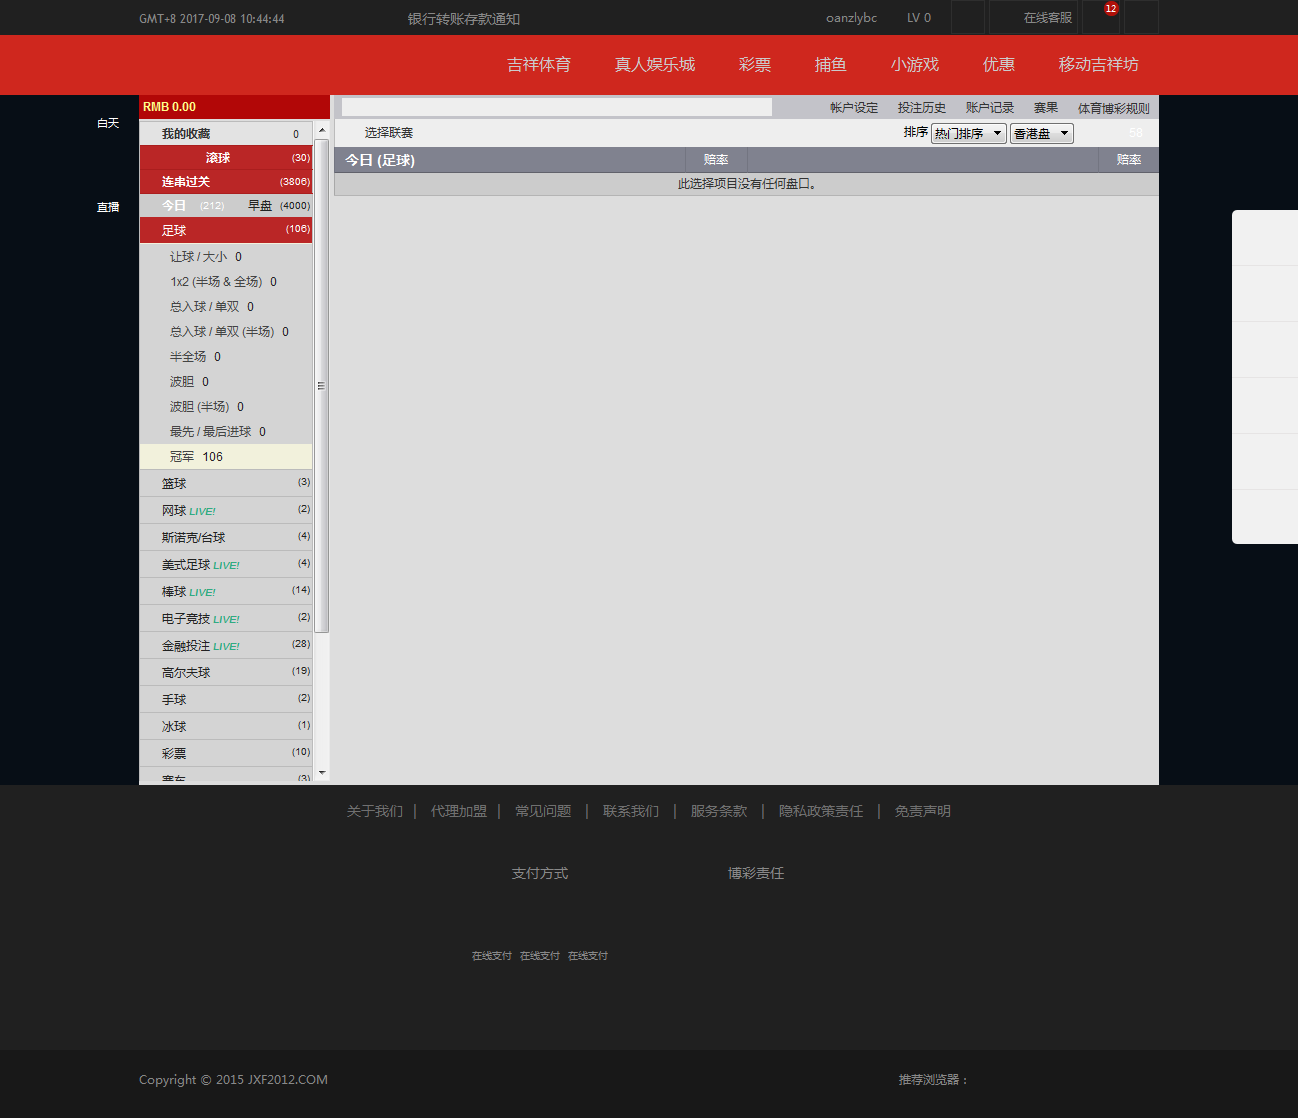 GMT+8 2017-09-08 10:44:44 银行转账存款通知 oanzlybc LV 0 在线客服 12
吉祥体育 真人娱乐城 彩票 捕鱼 小游戏 优惠 移动吉祥坊
RMB 0.00 帐户设定 投注历史 账户记录 赛果 体育博彩规则
白天
直播
我的收藏 0
滚球 (30)
连串过关 (3806)
今日 (212) 早盘 (4000)
足球 (106)
让球 / 大小 0
1x2 (半场 & 全场) 0
总入球 / 单双 0
总入球 / 单双 (半场) 0
半全场 0
波胆 0
波胆 (半场) 0
最先 / 最后进球 0
冠军 106
篮球 (3)
网球 LIVE! (2)
斯诺克/台球 (4)
美式足球 LIVE! (4)
棒球 LIVE! (14)
电子竞技 LIVE! (2)
金融投注 LIVE! (28)
高尔夫球 (19)
手球 (2)
冰球 (1)
彩票 (10)
赛车 (3)
选择联赛 排序 热门排序 香港盘 58
今日 (足球) 赔率 赔率
此选择项目没有任何盘口。
关于我们 | 代理加盟 | 常见问题 | 联系我们 | 服务条款 | 隐私政策责任 | 免责声明
支付方式 博彩责任
在线支付 在线支付 在线支付
Copyright © 2015 JXF2012.COM 推荐浏览器：